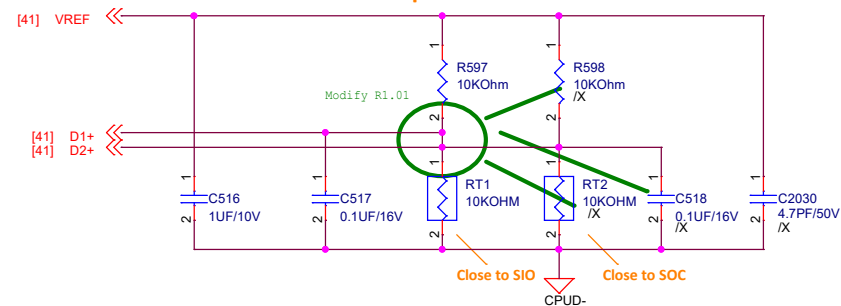 [41] VREF
1
1
R597
10KOhm
R598
10KOhm
/X
Modify R1.01
2
2
[41] D1+
[41] D2+
1
1
1
1
1
1
C516
1UF/10V
C517
0.1UF/16V
RT1
10KOHM
RT2
10KOHM
/X
C518
0.1UF/16V
/X
C2030
4.7PF/50V
/X
2
2
2
2
2
2
Close to SIO
Close to SOC
CPUD-